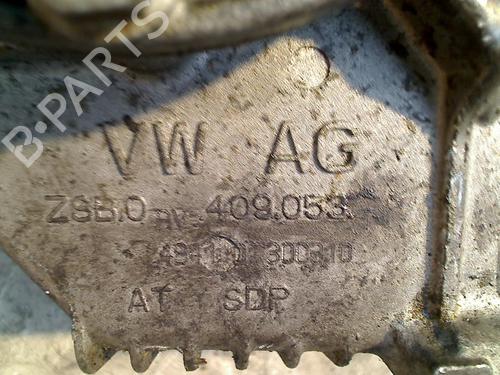 B-PARTS
VW AG
ZSB.0 409.053.
AT SDP